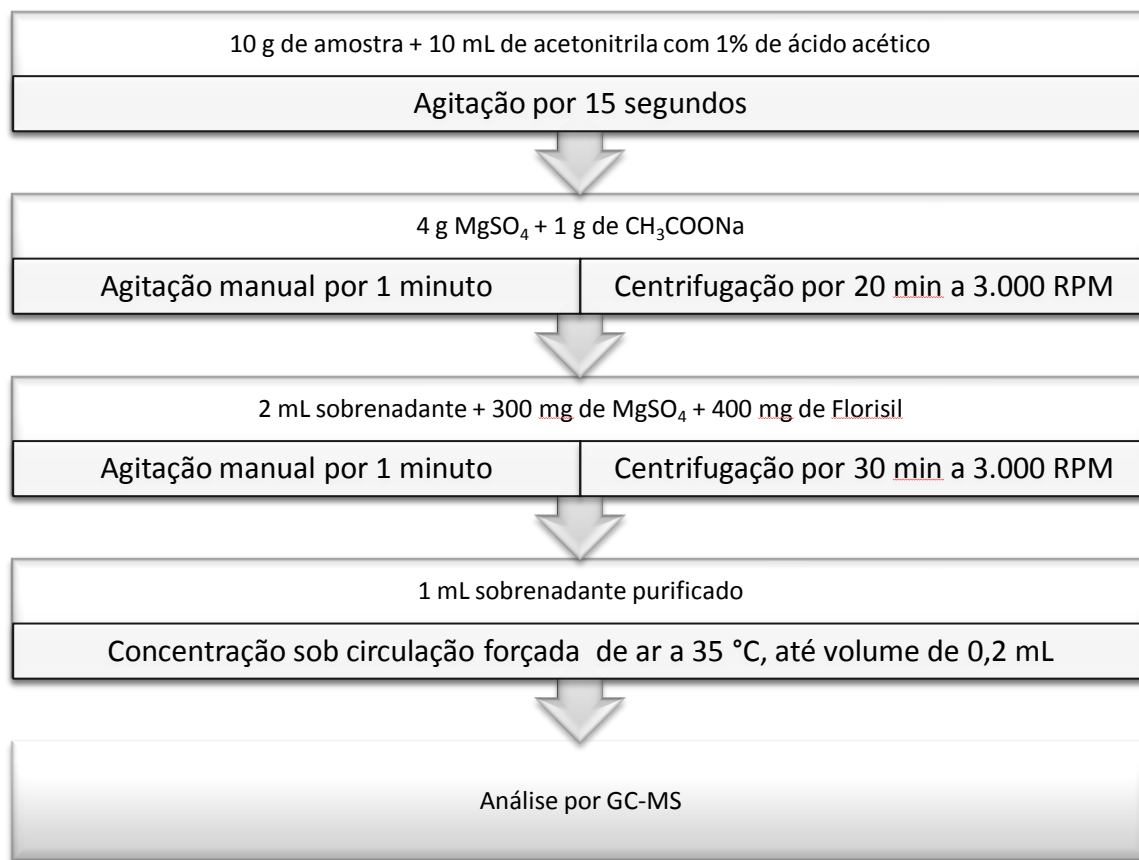 10 g de amostra + 10 mL de acetonitrila com 1% de ácido acético
Agitação por 15 segundos
4 g MgSO₄ + 1 g de CH₃COONa
Agitação manual por 1 minuto
Centrifugação por 20 min a 3.000 RPM
2 mL sobrenadante + 300 mg de MgSO₄ + 400 mg de Florisil
Agitação manual por 1 minuto
Centrifugação por 30 min a 3.000 RPM
1 mL sobrenadante purificado
Concentração sob circulação forçada de ar a 35 °C, até volume de 0,2 mL
Análise por GC-MS